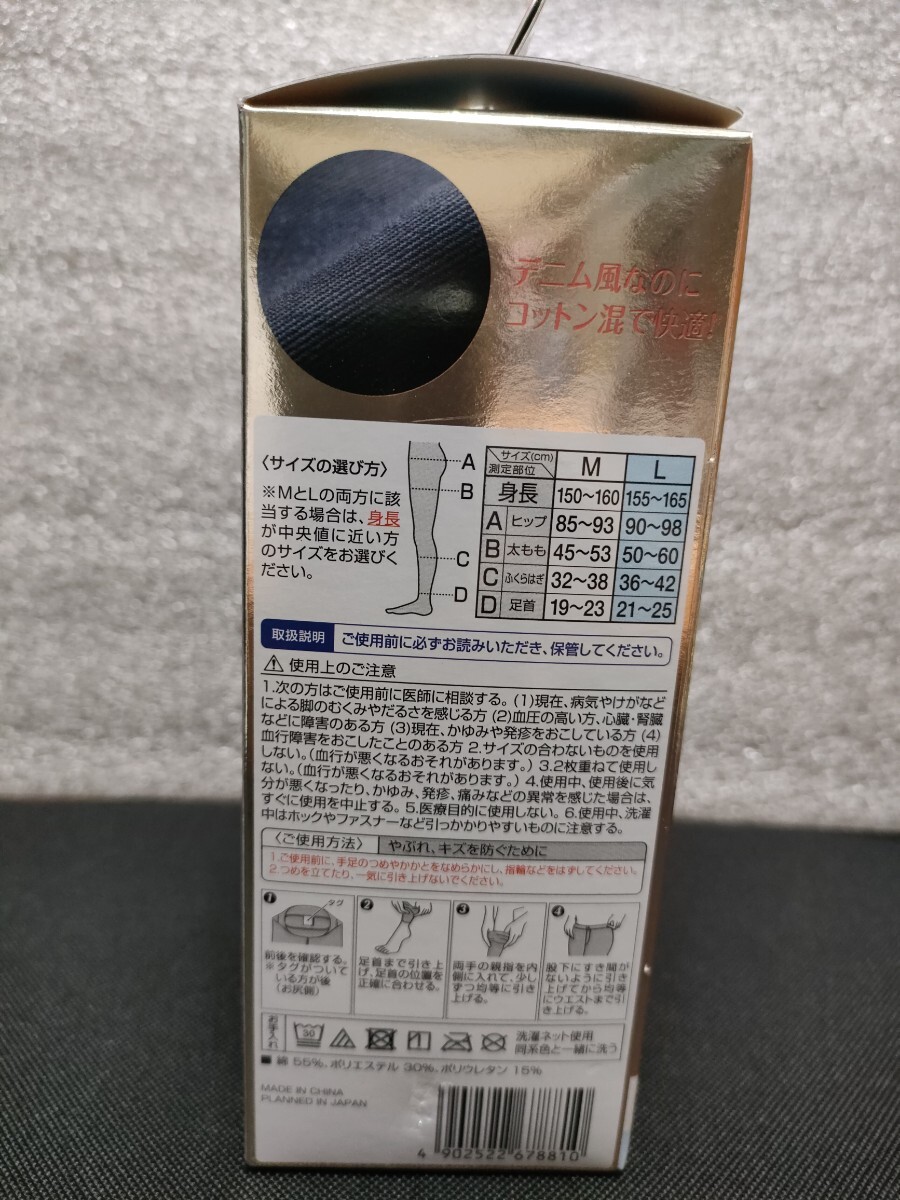 デニム風なのに
コットン混で快適!
〈サイズの選び方〉
※MとLの両方に該
当する場合は、身長
が中央値に近い方
のサイズをお選びく
ださい。
A
B
C
D
サイズ(cm)
測定部位
M
L
身長 150〜160 155〜165
A ヒップ 85〜93 90〜98
B 太もも 45〜53 50〜60
C ふくらはぎ 32〜38 36〜42
D 足首 19〜23 21〜25
取扱説明 ご使用前に必ずお読みいただき、保管してください。
使用上のご注意
1.次の方はご使用前に医師に相談する。(1)現在、病気やけがなど
による脚のむくみやだるさを感じる方 (2)血圧の高い方、心臓・腎臓
などに障害のある方 (3)現在、かゆみや発疹をおこしている方 (4)
血行障害をおこしたことのある方 2.サイズの合わないものを使用
しない。(血行が悪くなるおそれがあります。) 3.2枚重ねて使用し
ない。(血行が悪くなるおそれがあります。) 4.使用中、使用後に気
分が悪くなったり、かゆみ、発疹、痛みなどの異常を感じた場合は、
すぐに使用を中止する。 5.医療目的に使用しない。 6.使用中、洗濯
中はホックやファスナーなど引っかかりやすいものに注意する。
〈ご使用方法〉 やぶれ、キズを防ぐために
1.ご使用前に、手足のつめやかかとをなめらかにし、指輪などをはずしてください。
2.つめを立てたり、一気に引き上げないでください。
1
タグ
前後を確認する。
※タグがついて
いる方が後
(お尻側)
2
足首まで引き上
げ、足首の位置を
正確に合わせる。
3
両手の親指を内
側に入れて、少し
ずつ均等に引き
上げる。
4
股下にすき間が
ないように引き
上げてから均等
にウエストまで引
き上げる。
お手入れ
30
洗濯ネット使用
同系色と一緒に洗う
■ 綿 55%、ポリエステル 30%、ポリウレタン 15%
MADE IN CHINA
PLANNED IN JAPAN
4 902522 678810